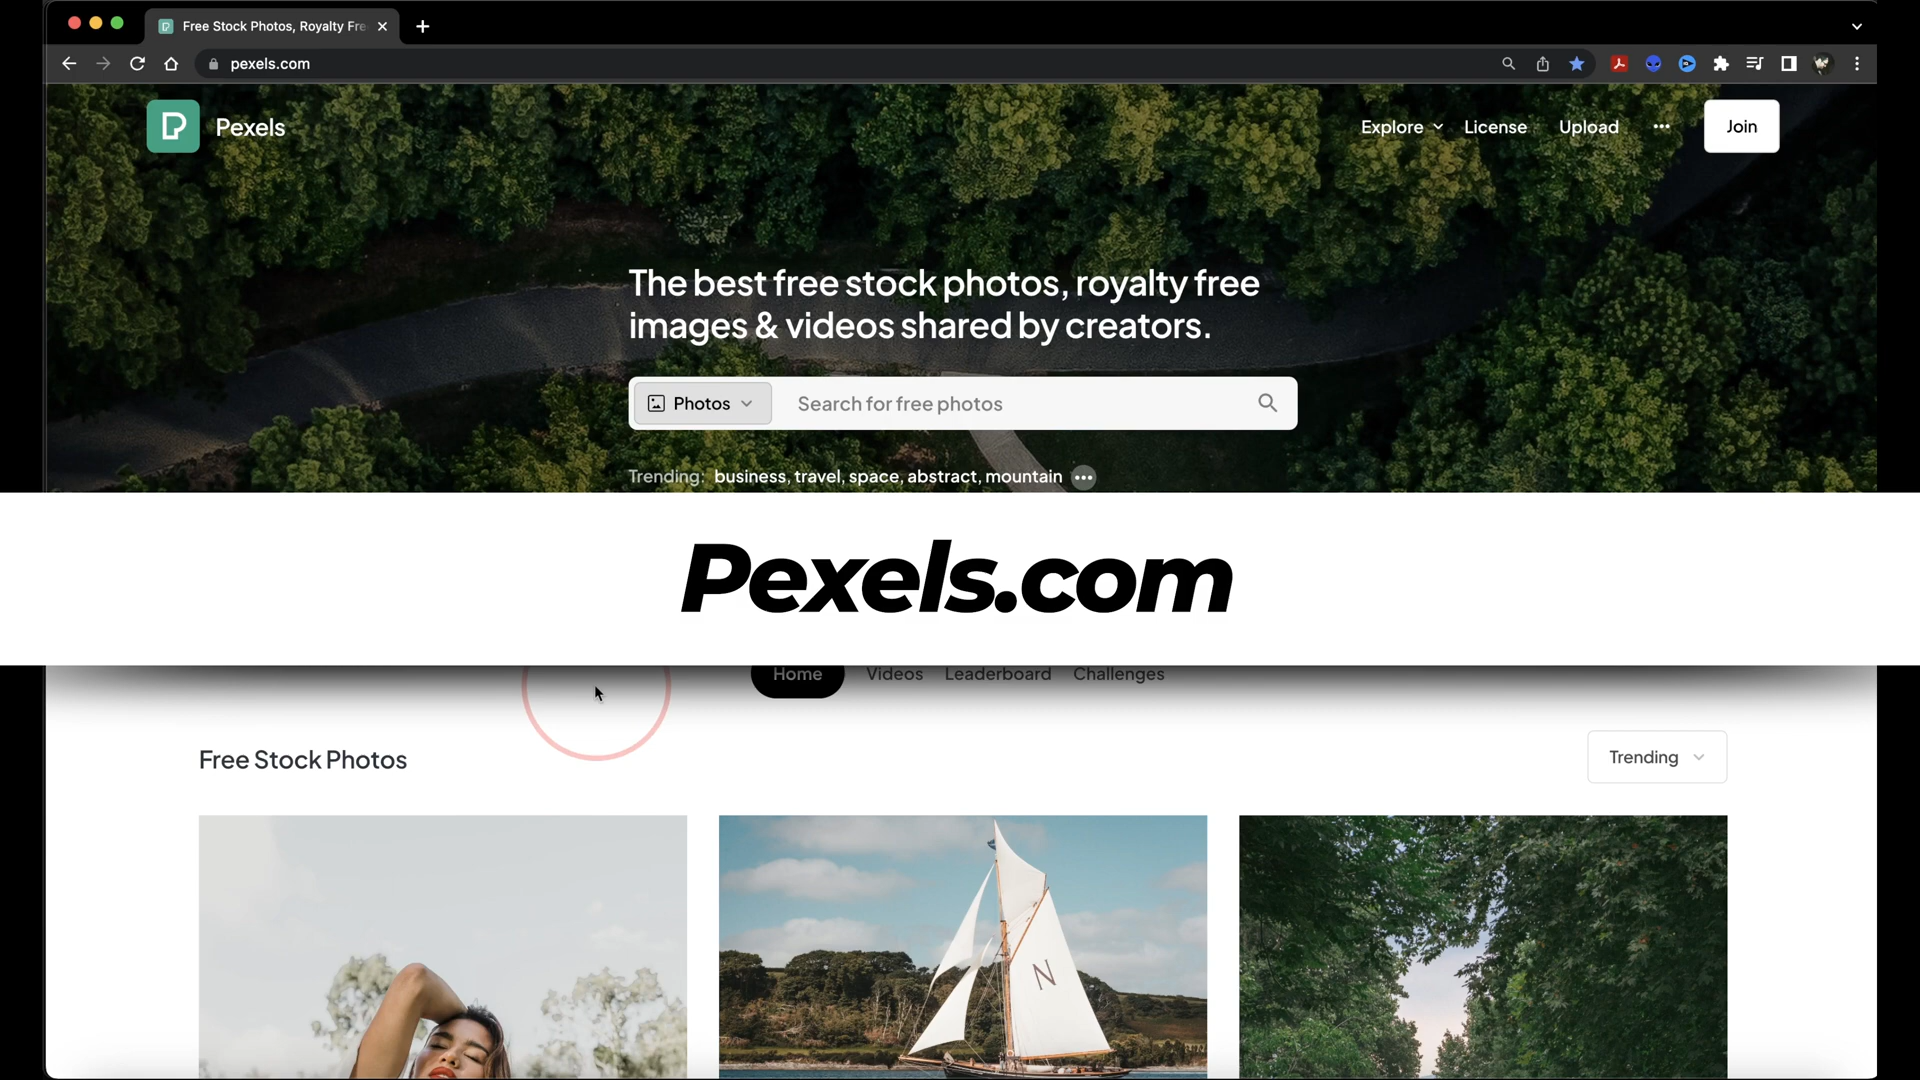 Free Stock Photos, Royalty Fre
pexels.com
Pexels
Explore
License
Upload
Join
The best free stock photos, royalty free
images & videos shared by creators.
Photos
Search for free photos
Trending: business, travel, space, abstract, mountain
Pexels.com
Home
Videos
Leaderboard
Challenges
Free Stock Photos
Trending
N